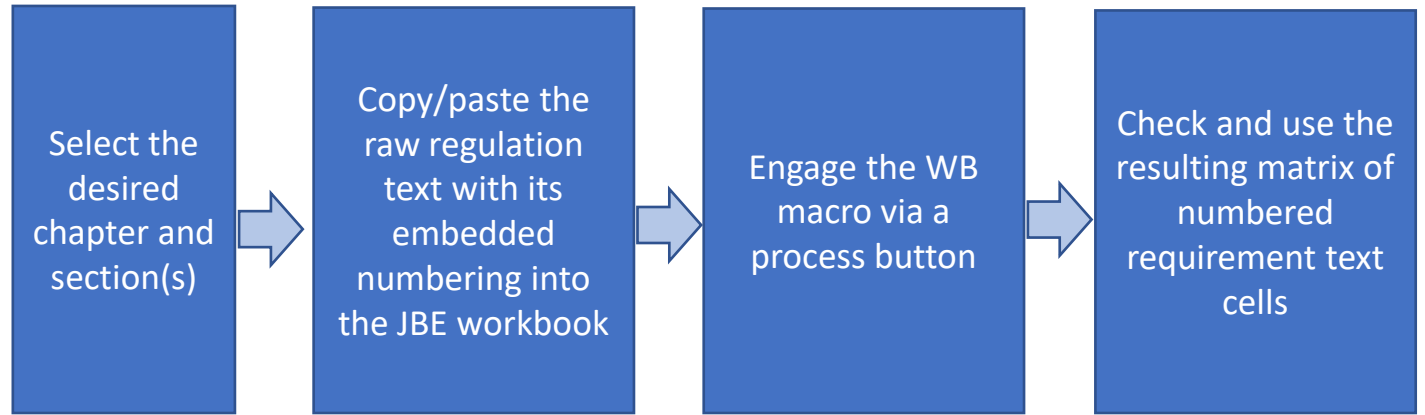 Select the
desired
chapter and
section(s)
Copy/paste the
raw regulation
text with its
embedded
numbering into
the JBE workbook
Engage the WB
macro via a
process button
Check and use the
resulting matrix of
numbered
requirement text
cells